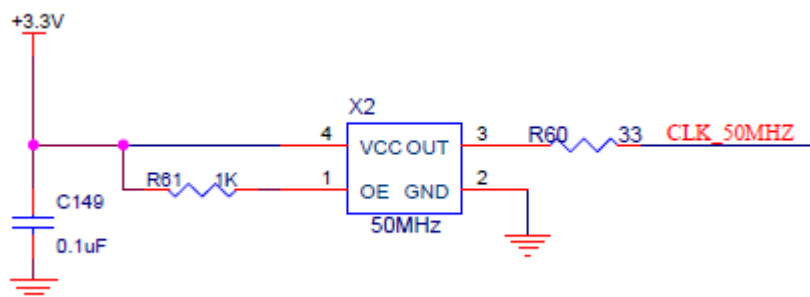 +3.3V
X2
4 VCC OUT 3 R60 33 CLK_50MHZ
R61 1K 1 OE GND 2
C149
50MHz
0.1uF